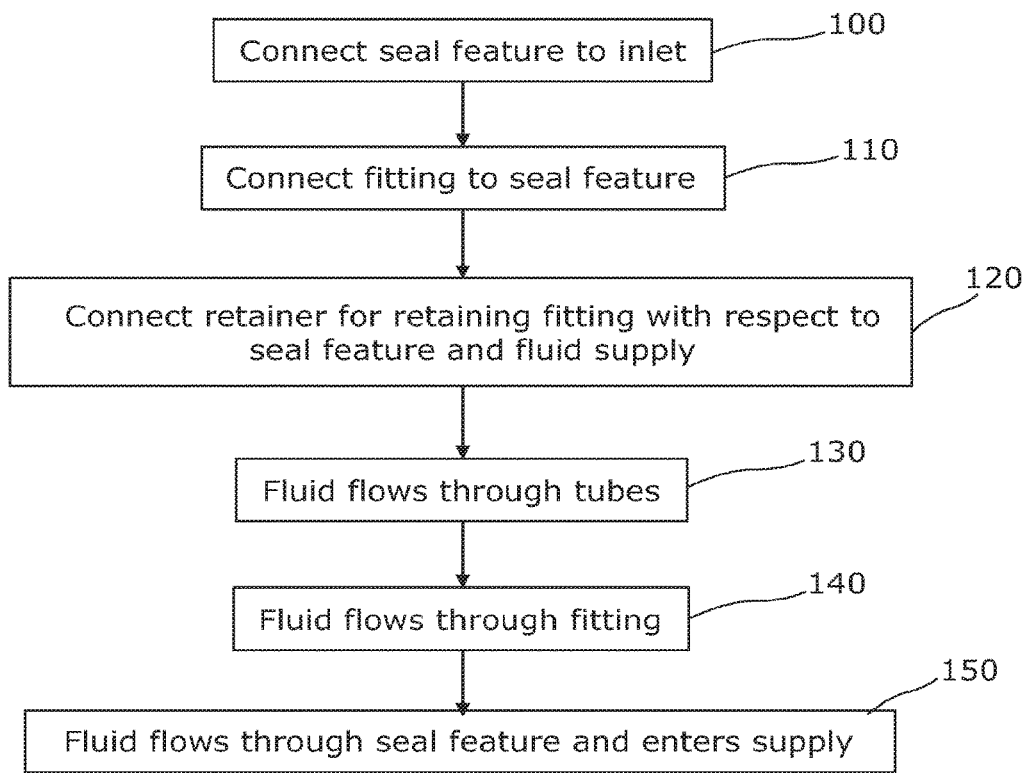 100
Connect seal feature to inlet
110
Connect fitting to seal feature
120
Connect retainer for retaining fitting with respect to
seal feature and fluid supply
130
Fluid flows through tubes
140
Fluid flows through fitting
150
Fluid flows through seal feature and enters supply